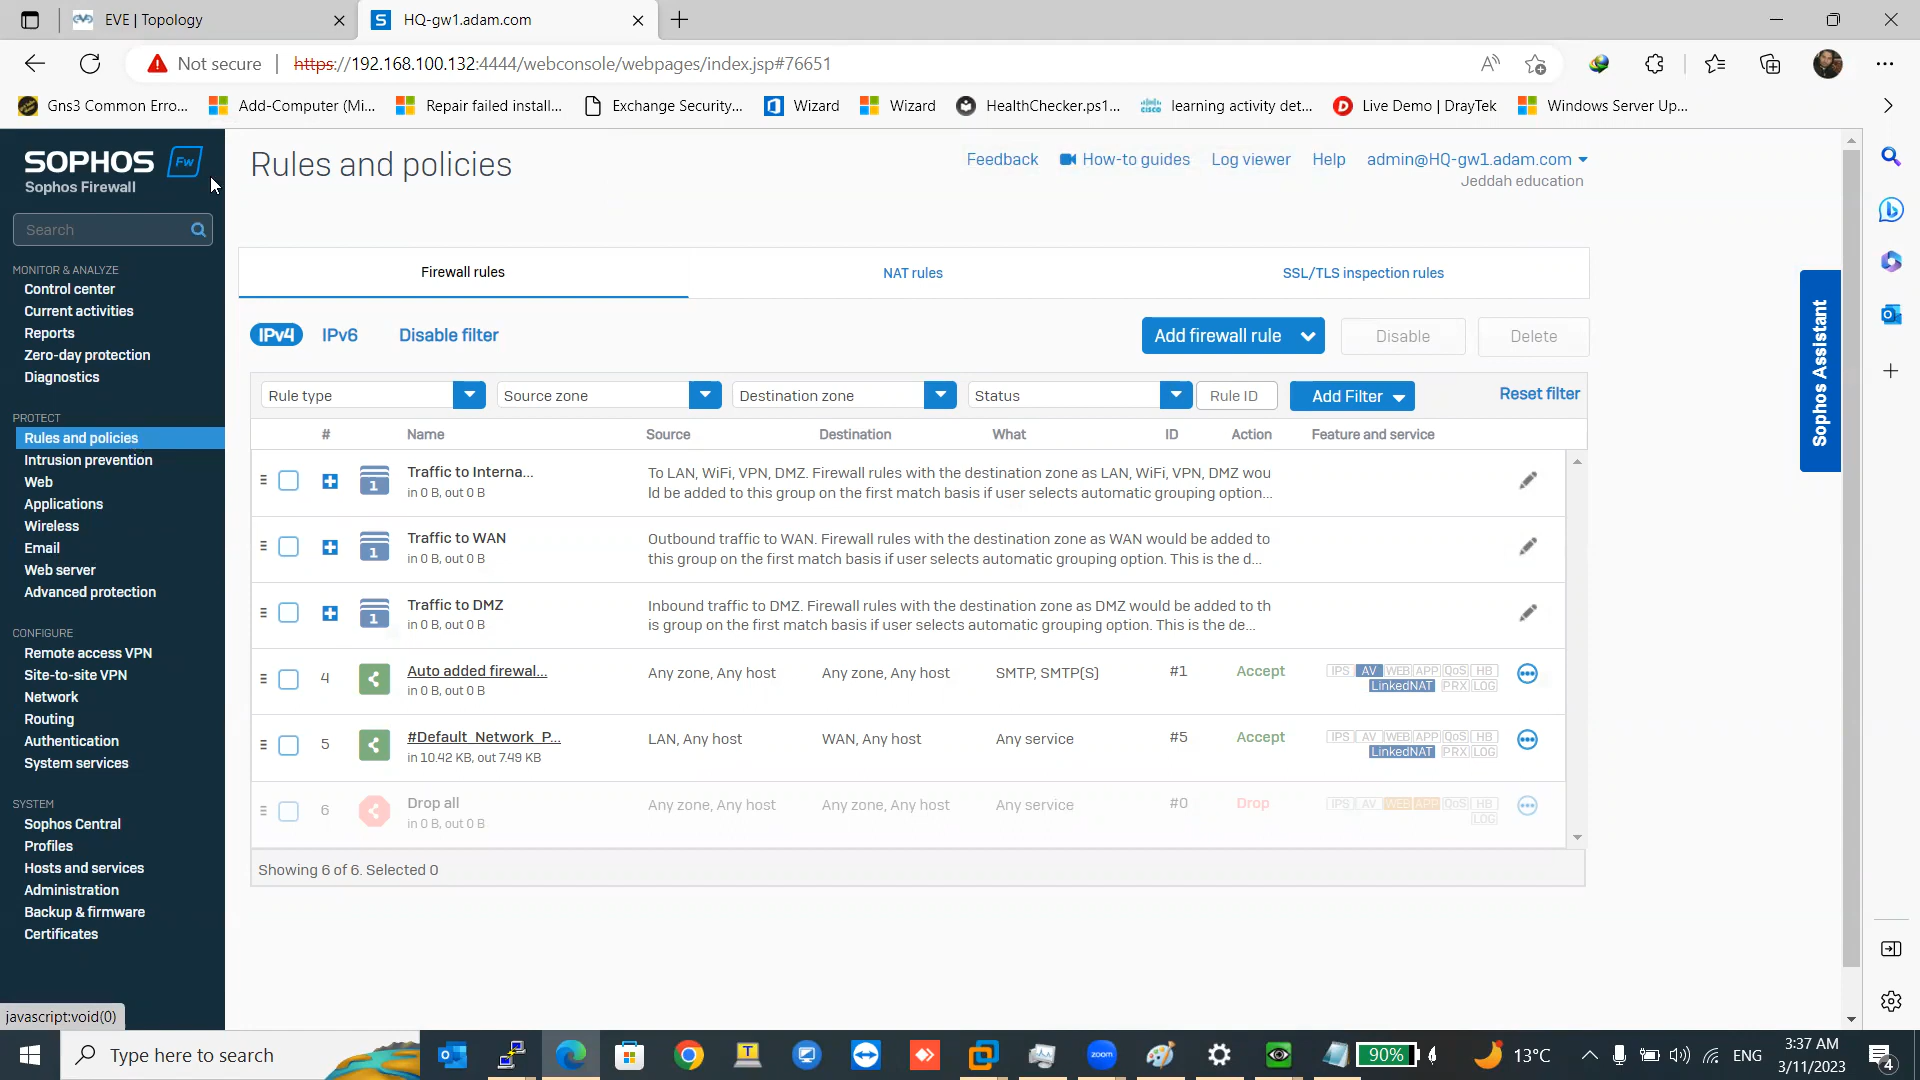 EVE | Topology
S HQ-gw1.adam.com
Not secure https://192.168.100.132:4444/webconsole/webpages/index.jsp#76651
Gns3 Common Erro... Add-Computer (Mi... Repair failed install... Exchange Security... Wizard Wizard HealthChecker.ps1... learning activity det... Live Demo | DrayTek Windows Server Up...
SOPHOS Fw
Sophos Firewall
Search
MONITOR & ANALYZE
Control center
Current activities
Reports
Zero-day protection
Diagnostics
PROTECT
Rules and policies
Intrusion prevention
Web
Applications
Wireless
Email
Web server
Advanced protection
CONFIGURE
Remote access VPN
Site-to-site VPN
Network
Routing
Authentication
System services
SYSTEM
Sophos Central
Profiles
Hosts and services
Administration
Backup & firmware
Certificates
javascript:void(0)
Rules and policies
Feedback How-to guides Log viewer Help admin@HQ-gw1.adam.com
Jeddah education
Firewall rules NAT rules SSL/TLS inspection rules
IPv4 IPv6 Disable filter Add firewall rule Disable Delete
Rule type Source zone Destination zone Status Rule ID Add Filter Reset filter
# Name Source Destination What ID Action Feature and service
1 Traffic to Interna...
in 0 B, out 0 B
To LAN, WiFi, VPN, DMZ. Firewall rules with the destination zone as LAN, WiFi, VPN, DMZ wou
ld be added to this group on the first match basis if user selects automatic grouping option...
1 Traffic to WAN
in 0 B, out 0 B
Outbound traffic to WAN. Firewall rules with the destination zone as WAN would be added to
this group on the first match basis if user selects automatic grouping option. This is the d...
1 Traffic to DMZ
in 0 B, out 0 B
Inbound traffic to DMZ. Firewall rules with the destination zone as DMZ would be added to th
is group on the first match basis if user selects automatic grouping option. This is the de...
4 Auto added firewal... Any zone, Any host Any zone, Any host SMTP, SMTP(S) #1 Accept IPS AV WEB APP QoS HB
in 0 B, out 0 B LinkedNAT PRX LOG
5 #Default_Network_P... LAN, Any host WAN, Any host Any service #5 Accept IPS AV WEB APP QoS HB
in 10.42 KB, out 7.49 KB LinkedNAT PRX LOG
6 Drop all Any zone, Any host Any zone, Any host Any service #0 Drop IPS AV WEB APP QoS HB
in 0 B, out 0 B LOG
Showing 6 of 6. Selected 0
Sophos Assistant
Type here to search
zoom
90%
13°C
ENG
3:37 AM
3/11/2023
4